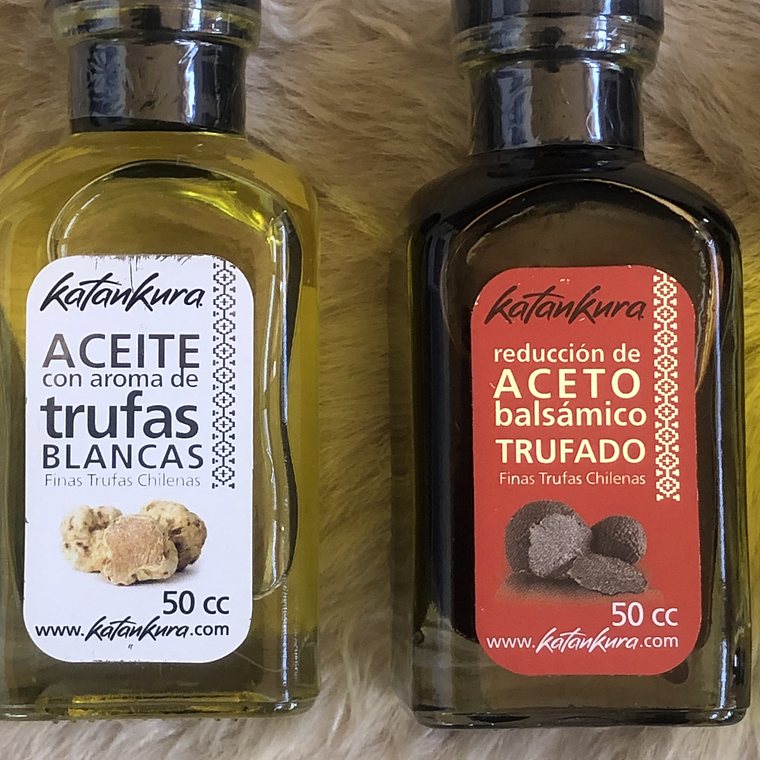 katankura
ACEITE
con aroma de
trufas
BLANCAS
Finas Trufas Chilenas
50 cc
www.katankura.com
katankura
reducción de
ACETO
balsámico
TRUFADO
Finas Trufas Chilenas
50 cc
www.katankura.com